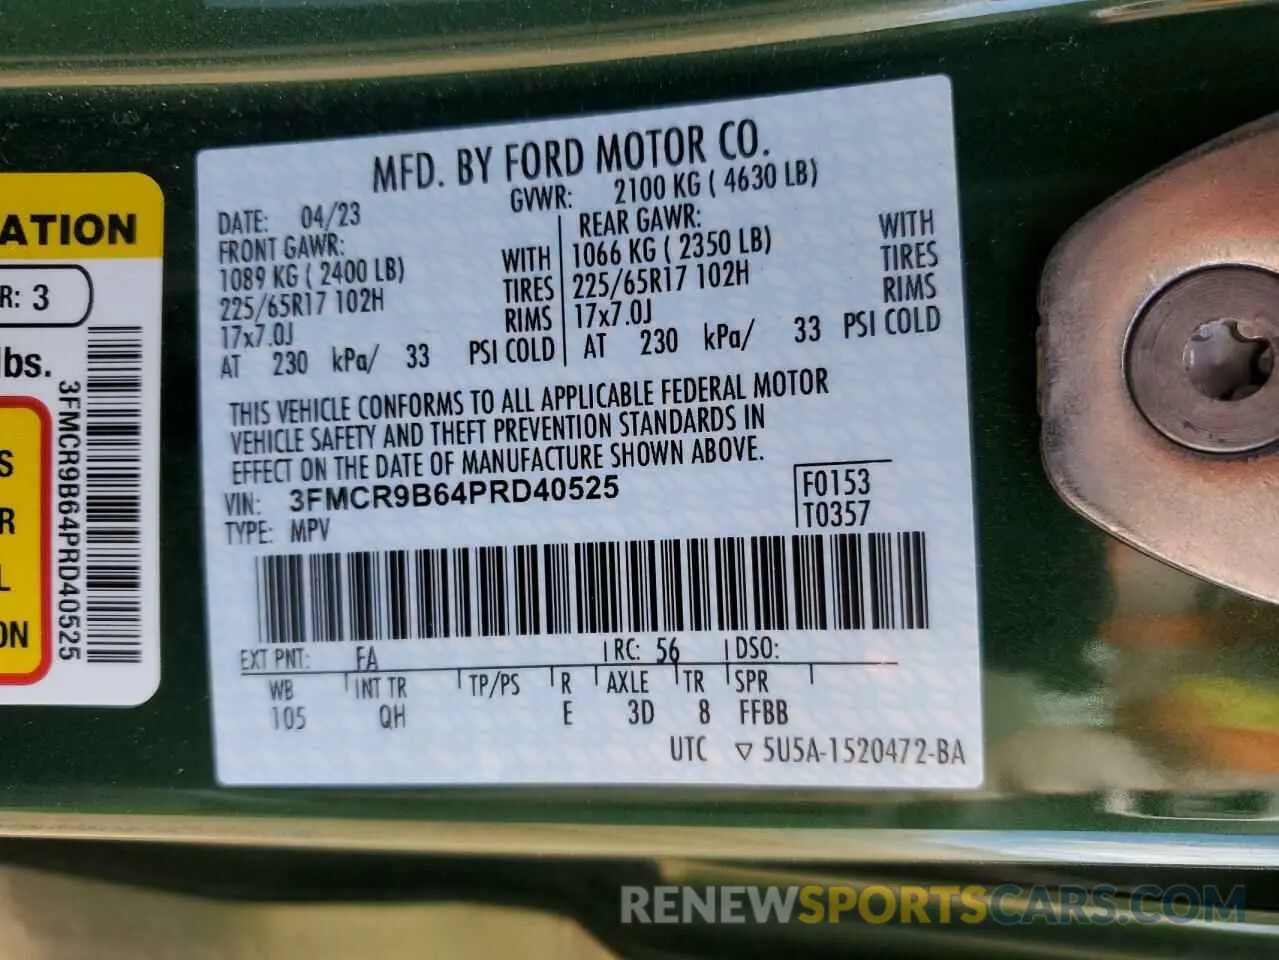 ATION
R: 3
lbs.
S
R
L
ON
3FMCR9B64PRD40525
MFD. BY FORD MOTOR CO.
DATE: 04/23 GVWR: 2100 KG ( 4630 LB)
FRONT GAWR: REAR GAWR:
1089 KG ( 2400 LB) WITH 1066 KG ( 2350 LB) WITH
225/65R17 102H TIRES 225/65R17 102H TIRES
17x7.0J RIMS 17x7.0J RIMS
AT 230 kPa/ 33 PSI COLD AT 230 kPa/ 33 PSI COLD
THIS VEHICLE CONFORMS TO ALL APPLICABLE FEDERAL MOTOR
VEHICLE SAFETY AND THEFT PREVENTION STANDARDS IN
EFFECT ON THE DATE OF MANUFACTURE SHOWN ABOVE.
VIN: 3FMCR9B64PRD40525 F0153
TYPE: MPV T0357
EXT PNT: FA RC: 56 DSO:
WB INT TR TP/PS R AXLE TR SPR
105 QH E 3D 8 FFBB
UTC ▽ 5U5A-1520472-BA
RENEWSPORTSCARS.COM